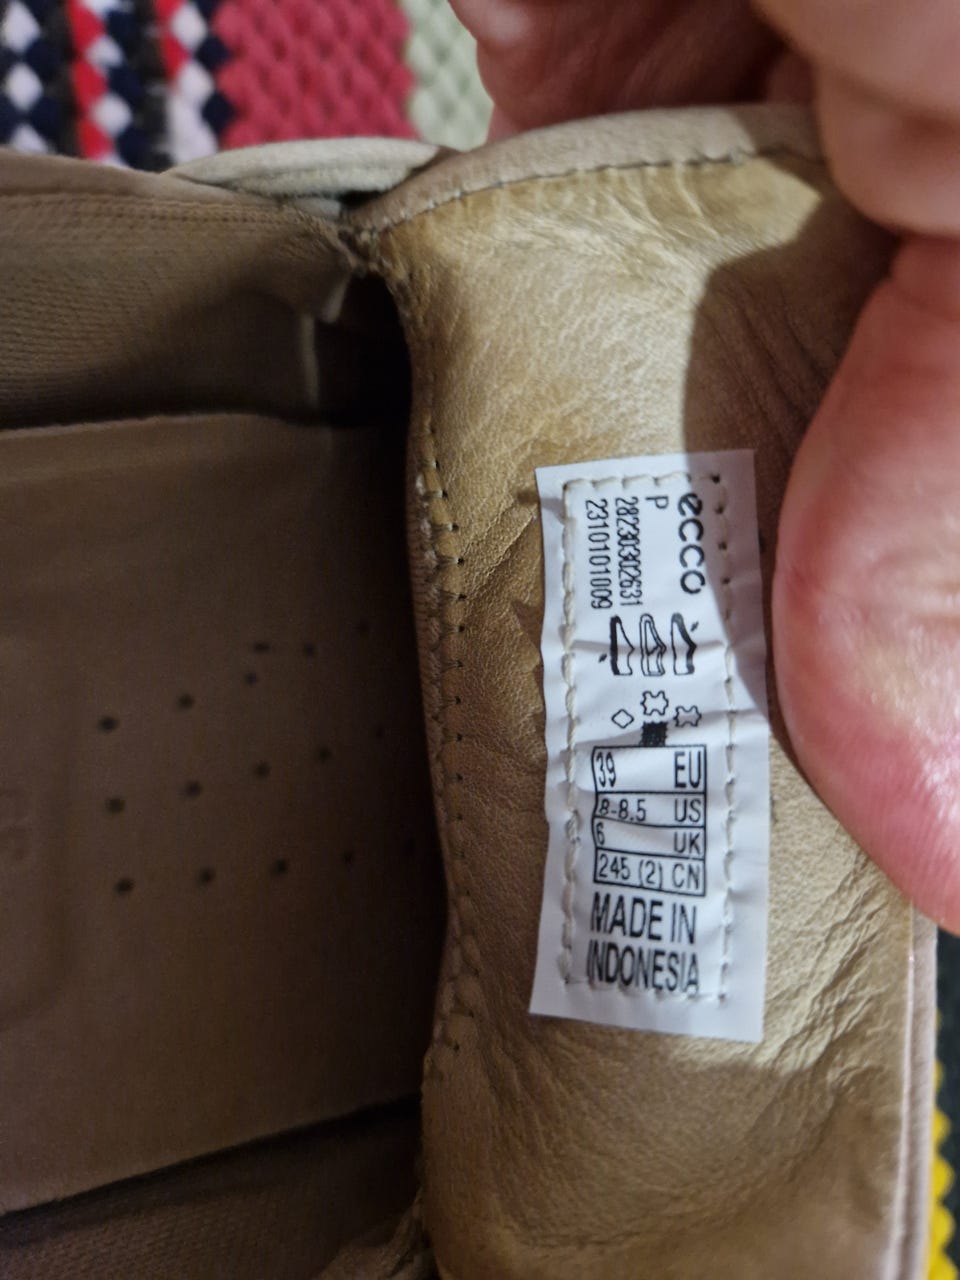 ecco
P
28230302631
2310101009
39 EU
8-8.5 US
6 UK
245 (2) CN
MADE IN
INDONESIA